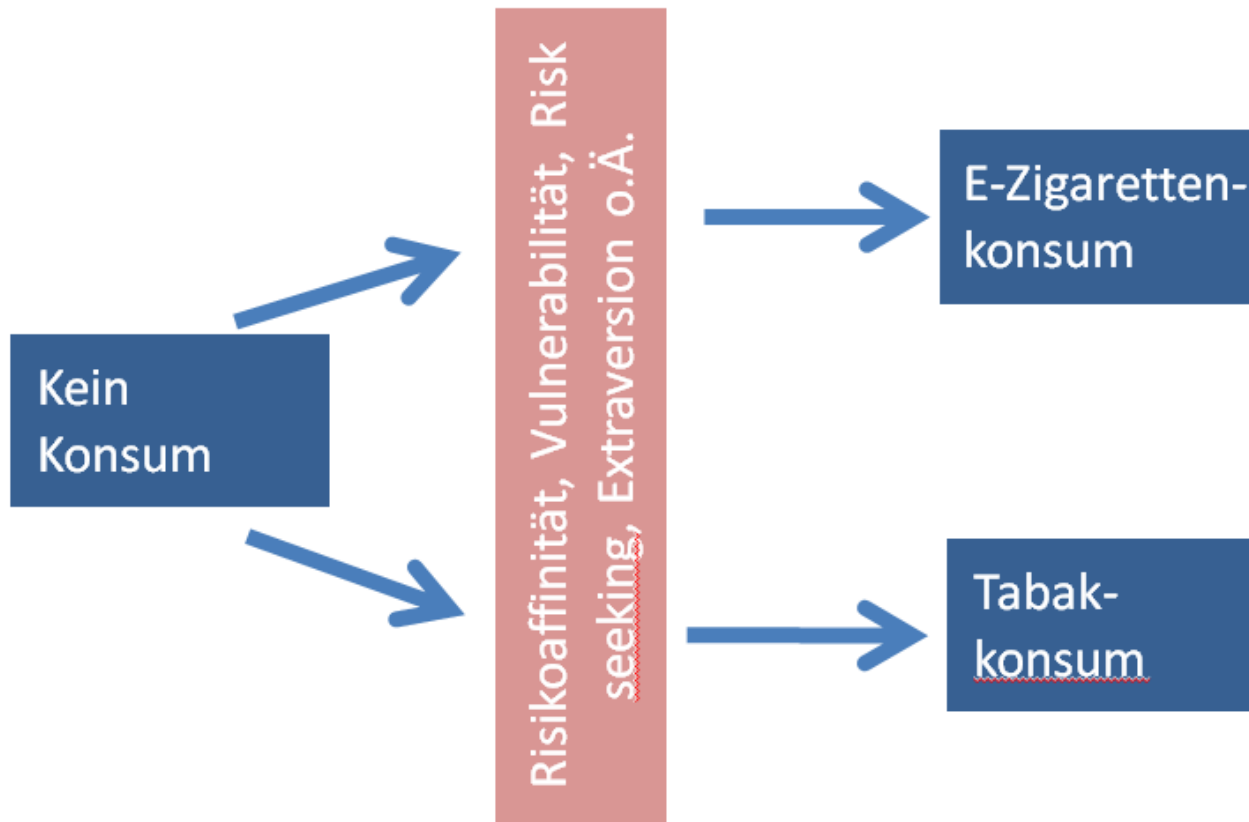 Kein
Konsum
Risikoaffinität, Vulnerabilität, Risk
seeking, Extraversion o.Ä.
E-Zigaretten-
konsum
Tabak-
konsum